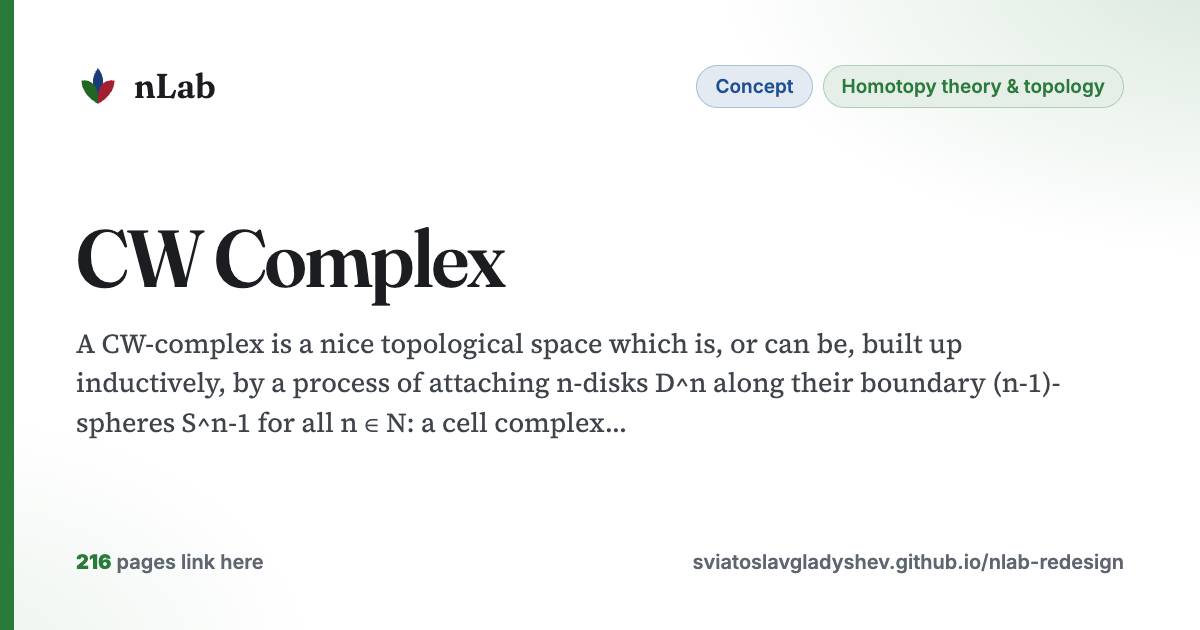 nLab
Concept
Homotopy theory & topology
CW Complex
A CW-complex is a nice topological space which is, or can be, built up
inductively, by a process of attaching n-disks D^n along their boundary (n-1)-
spheres S^n-1 for all n ∈ N: a cell complex...
216 pages link here
sviatoslavgladyshev.github.io/nlab-redesign